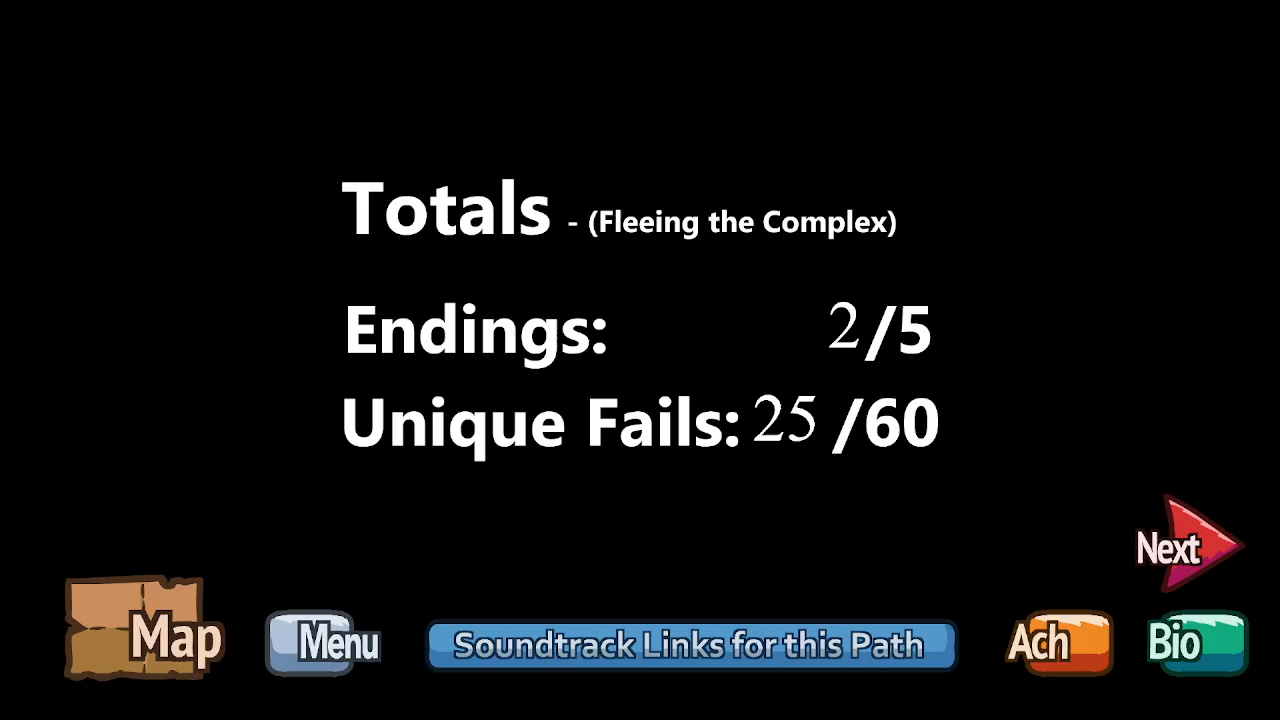 Totals - (Fleeing the Complex)
Endings: 2/5
Unique Fails: 25 /60
Next
Map
Menu
Soundtrack Links for this Path
Ach
Bio